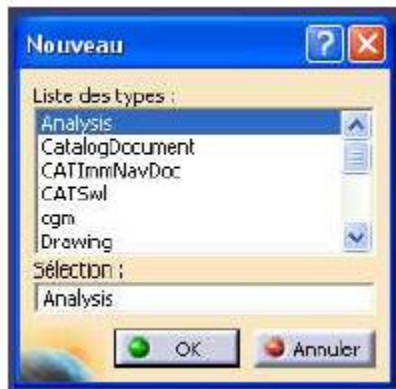 Nouveau
Liste des types :
Analysis
CatalogDocument
CATImmNavDoc
CATSwl
cgm
Drawing
Sélection :
Analysis
OK
Annuler